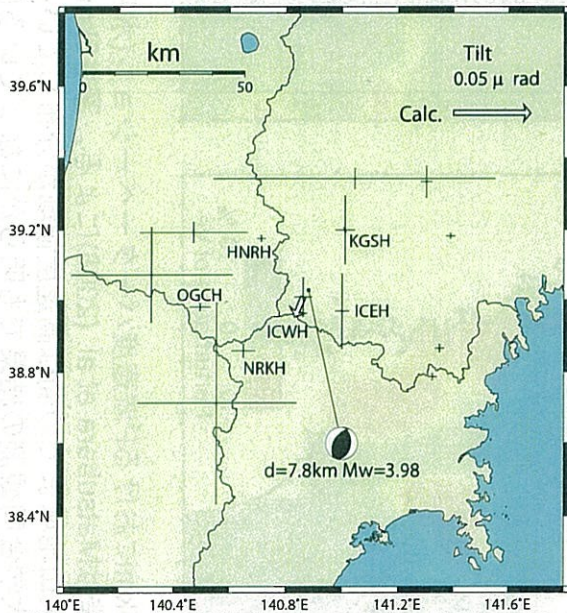 km
0 50
Tilt
0.05 μ rad
Calc.
39.6°N
39.2°N
38.8°N
38.4°N
HNRH
KGSH
OGCH
ICWH
ICEH
NRKH
d=7.8km Mw=3.98
140°E
140.4°E
140.8°E
141.2°E
141.6°E